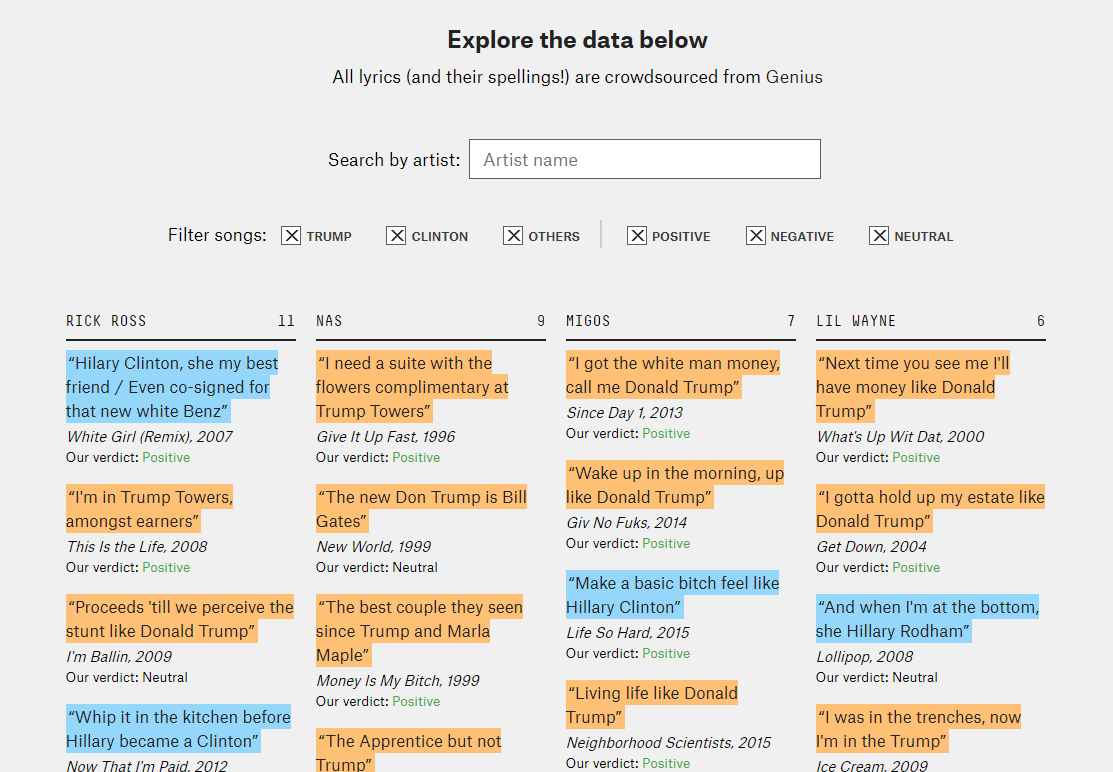 Explore the data below
All lyrics (and their spellings!) are crowdsourced from Genius
Search by artist: Artist name
Filter songs: TRUMP CLINTON OTHERS POSITIVE NEGATIVE NEUTRAL
RICK ROSS 11
“Hilary Clinton, she my best
friend / Even co-signed for
that new white Benz”
White Girl (Remix), 2007
Our verdict: Positive
“I'm in Trump Towers,
amongst earners”
This Is the Life, 2008
Our verdict: Positive
“Proceeds 'till we perceive the
stunt like Donald Trump”
I'm Ballin, 2009
Our verdict: Neutral
“Whip it in the kitchen before
Hillary became a Clinton”
Now That I'm Paid, 2012
NAS 9
“I need a suite with the
flowers complimentary at
Trump Towers”
Give It Up Fast, 1996
Our verdict: Positive
“The new Don Trump is Bill
Gates”
New World, 1999
Our verdict: Neutral
“The best couple they seen
since Trump and Marla
Maple”
Money Is My Bitch, 1999
Our verdict: Positive
“The Apprentice but not
Trump”
MIGOS 7
“I got the white man money,
call me Donald Trump”
Since Day 1, 2013
Our verdict: Positive
“Wake up in the morning, up
like Donald Trump”
Giv No Fuks, 2014
Our verdict: Positive
“Make a basic bitch feel like
Hillary Clinton”
Life So Hard, 2015
Our verdict: Positive
“Living life like Donald
Trump”
Neighborhood Scientists, 2015
Our verdict: Positive
LIL WAYNE 6
“Next time you see me I'll
have money like Donald
Trump”
What's Up Wit Dat, 2000
Our verdict: Positive
“I gotta hold up my estate like
Donald Trump”
Get Down, 2004
Our verdict: Positive
“And when I'm at the bottom,
she Hillary Rodham”
Lollipop, 2008
Our verdict: Neutral
“I was in the trenches, now
I'm in the Trump”
Ice Cream, 2009